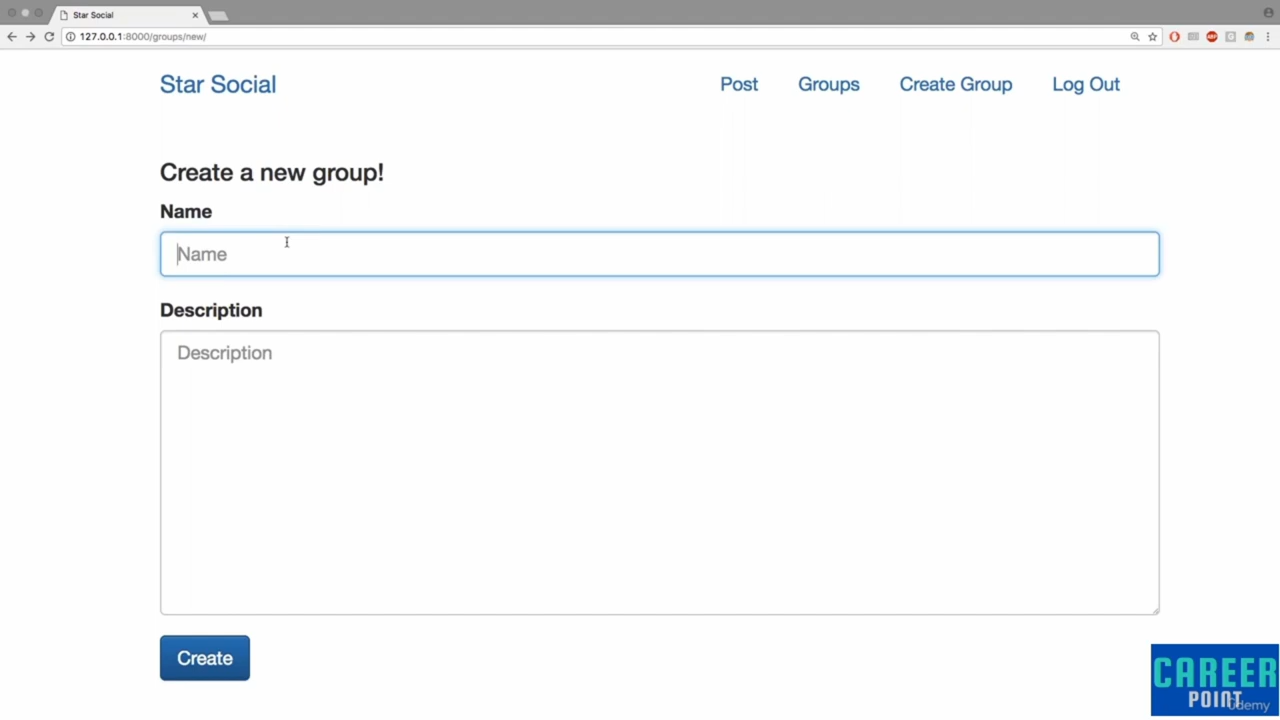 Star Social
127.0.0.1:8000/groups/new/
Star Social
Post
Groups
Create Group
Log Out
Create a new group!
Name
Name
Description
Description
Create
CAREER
POINT
Udemy